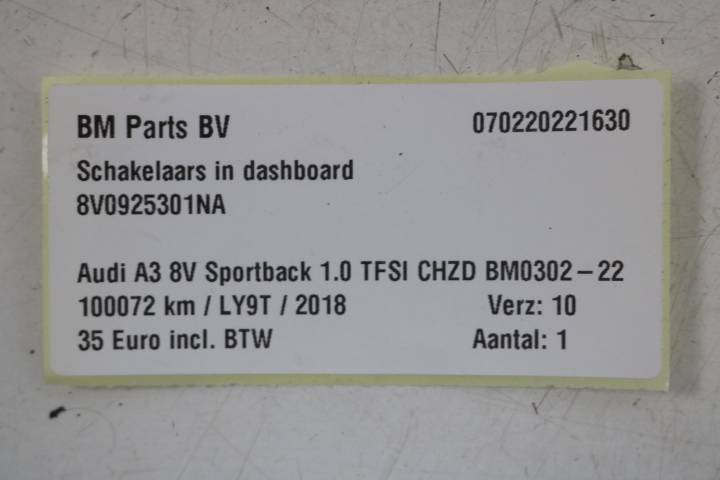 BM Parts BV 070220221630
Schakelaars in dashboard
8V0925301NA
Audi A3 8V Sportback 1.0 TFSI CHZD BM0302-22
100072 km / LY9T / 2018 Verz: 10
35 Euro incl. BTW Aantal: 1